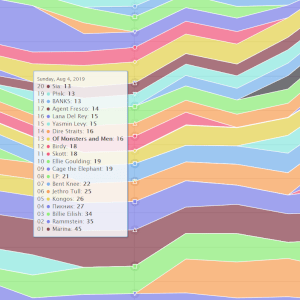 Sunday, Aug 4, 2019
20 ● Sia: 13
19 ● P!nk: 13
18 ● BANKS: 13
17 ● Agent Fresco: 14
16 ● Lana Del Rey: 15
15 ● Yasmen Levy: 15
14 ● Dire Straits: 16
13 ● Of Monsters and Men: 16
12 ● Birdy: 18
11 ● Skott: 18
10 ● Ellie Goulding: 19
09 ● Cage the Elephant: 19
08 ● LP: 21
07 ● Bent Knee: 22
06 ● Jethro Tull: 25
05 ● Kongos: 26
04 ● Пикник: 27
03 ● Billie Eilish: 34
02 ● Rammstein: 35
01 ● Marina: 45